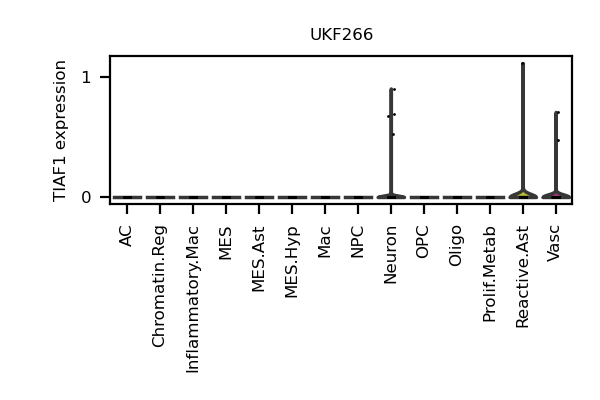 UKF266
TIAF1 expression
1
0
AC
Chromatin.Reg
Inflammatory.Mac
MES
MES.Ast
MES.Hyp
Mac
NPC
Neuron
OPC
Oligo
Prolif.Metab
Reactive.Ast
Vasc